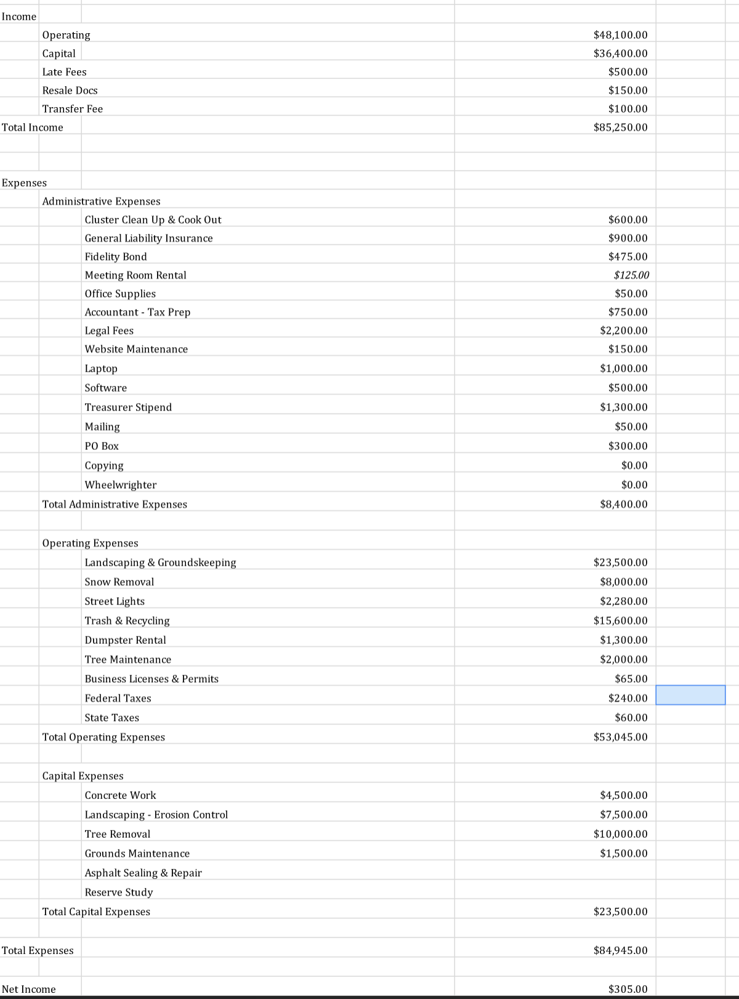 Income
Operating $48,100.00
Capital $36,400.00
Late Fees $500.00
Resale Docs $150.00
Transfer Fee $100.00
Total Income $85,250.00
Expenses
Administrative Expenses
Cluster Clean Up & Cook Out $600.00
General Liability Insurance $900.00
Fidelity Bond $475.00
Meeting Room Rental $125.00
Office Supplies $50.00
Accountant - Tax Prep $750.00
Legal Fees $2,200.00
Website Maintenance $150.00
Laptop $1,000.00
Software $500.00
Treasurer Stipend $1,300.00
Mailing $50.00
PO Box $300.00
Copying $0.00
Wheelwrighter $0.00
Total Administrative Expenses $8,400.00
Operating Expenses
Landscaping & Groundskeeping $23,500.00
Snow Removal $8,000.00
Street Lights $2,280.00
Trash & Recycling $15,600.00
Dumpster Rental $1,300.00
Tree Maintenance $2,000.00
Business Licenses & Permits $65.00
Federal Taxes $240.00
State Taxes $60.00
Total Operating Expenses $53,045.00
Capital Expenses
Concrete Work $4,500.00
Landscaping - Erosion Control $7,500.00
Tree Removal $10,000.00
Grounds Maintenance $1,500.00
Asphalt Sealing & Repair
Reserve Study
Total Capital Expenses $23,500.00
Total Expenses $84,945.00
Net Income $305.00